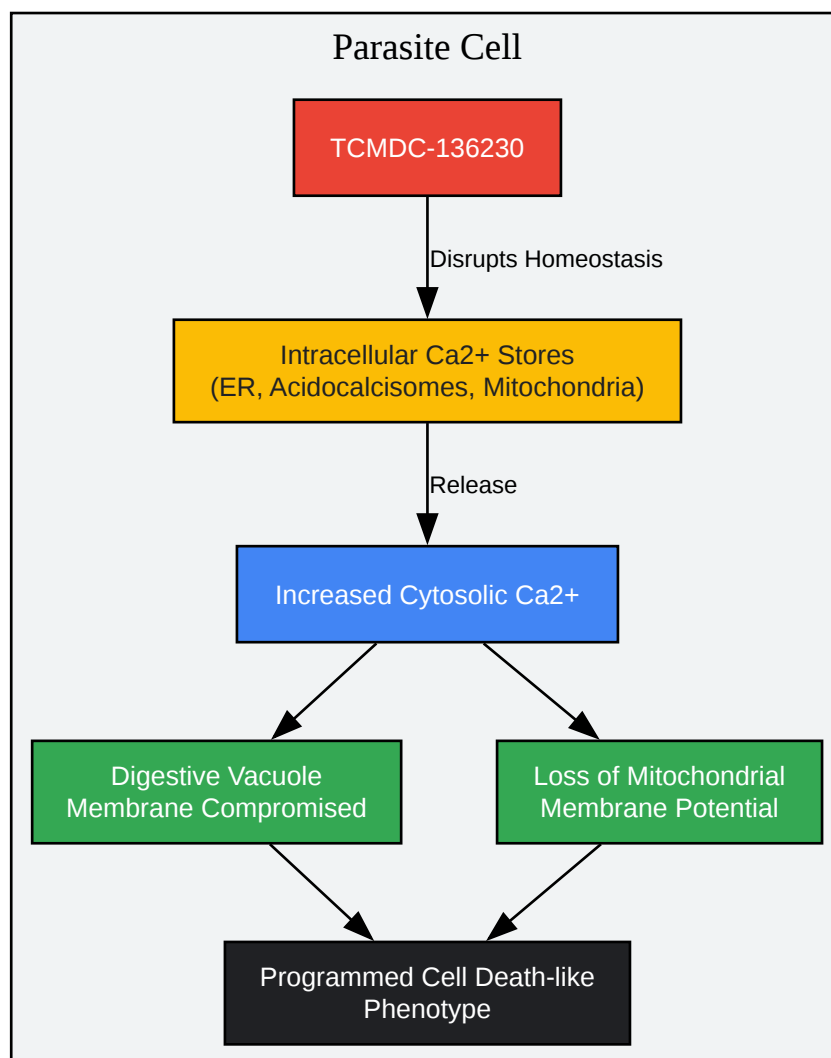 Parasite Cell
TCMDC-136230
Disrupts Homeostasis
Intracellular Ca2+ Stores
(ER, Acidocalcisomes, Mitochondria)
Release
Increased Cytosolic Ca2+
Digestive Vacuole
Membrane Compromised
Loss of Mitochondrial
Membrane Potential
Programmed Cell Death-like
Phenotype